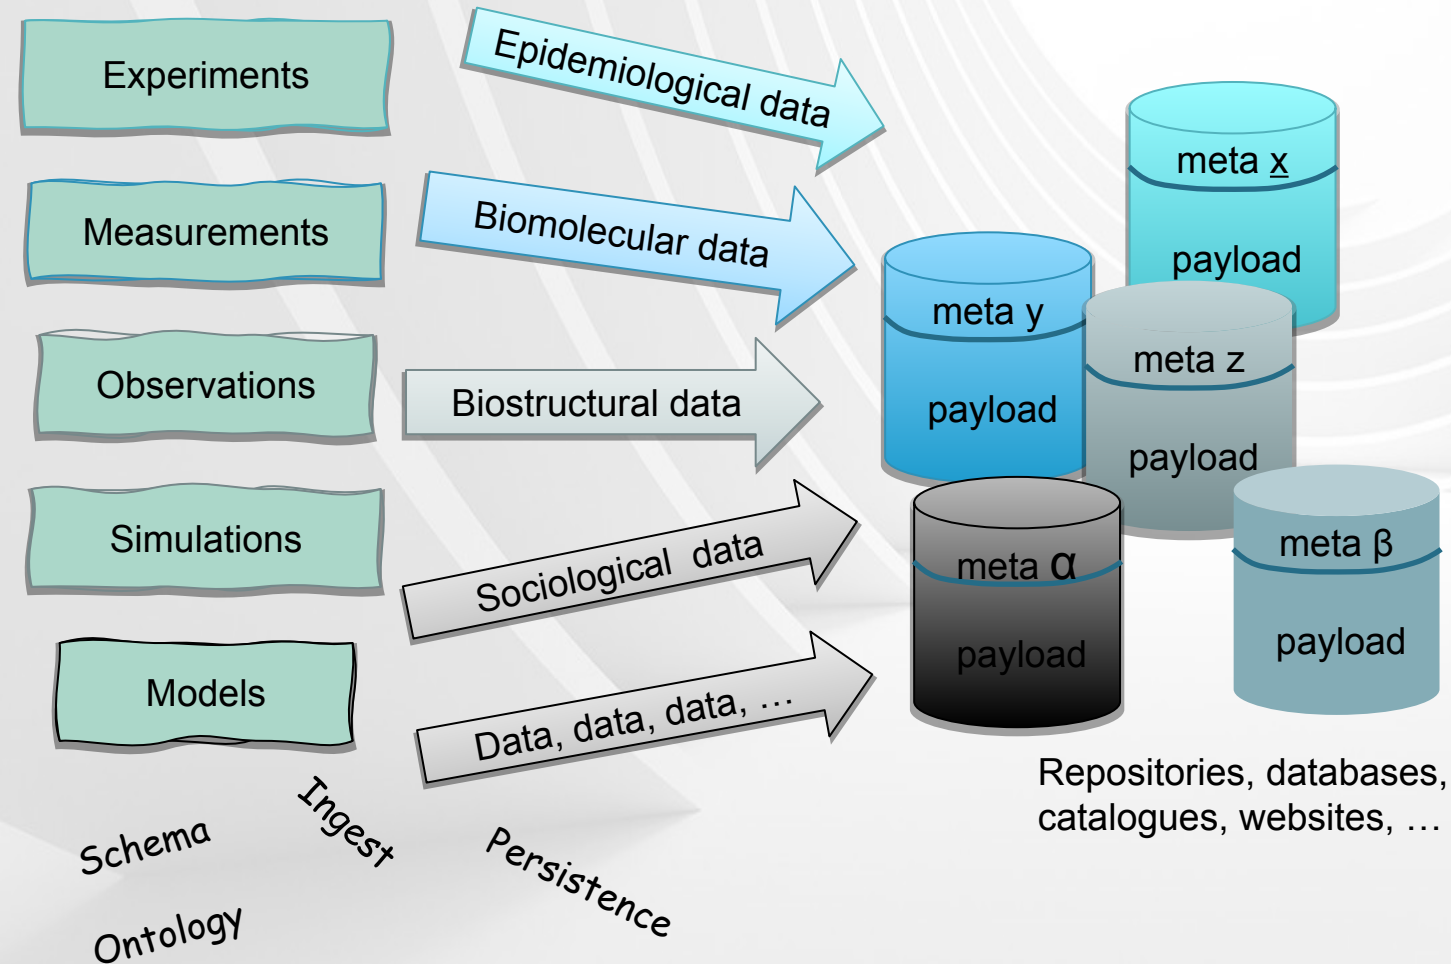 Experiments
Measurements
Observations
Simulations
Models
Epidemiological data
Biomolecular data
Biostructural data
Sociological data
Data, data, data, …
meta x
payload
meta y
payload
meta z
payload
meta α
payload
meta β
payload
Repositories, databases,
catalogues, websites, …
Schema
Ingest
Persistence
Ontology